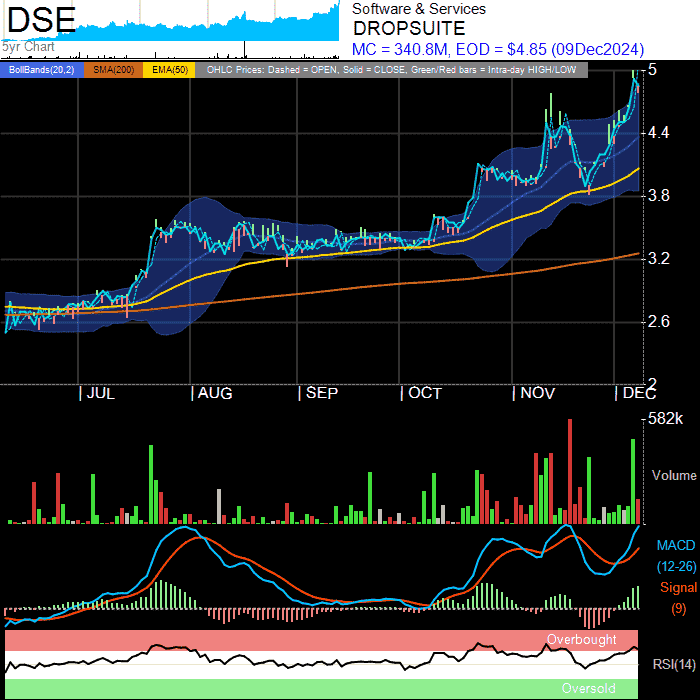 DSE
5yr Chart
Software & Services
DROPSUITE
MC = 340.8M, EOD = $4.85 (09Dec2024)
BollBands(20,2) SMA(200) EMA(50) OHLC Prices: Dashed = OPEN, Solid = CLOSE, Green/Red bars = Intra-day HIGH/LOW
5
4.4
3.8
3.2
2.6
2
JUL AUG SEP OCT NOV DEC
582k
Volume
MACD
(12-26)
Signal
(9)
Overbought
RSI(14)
Oversold